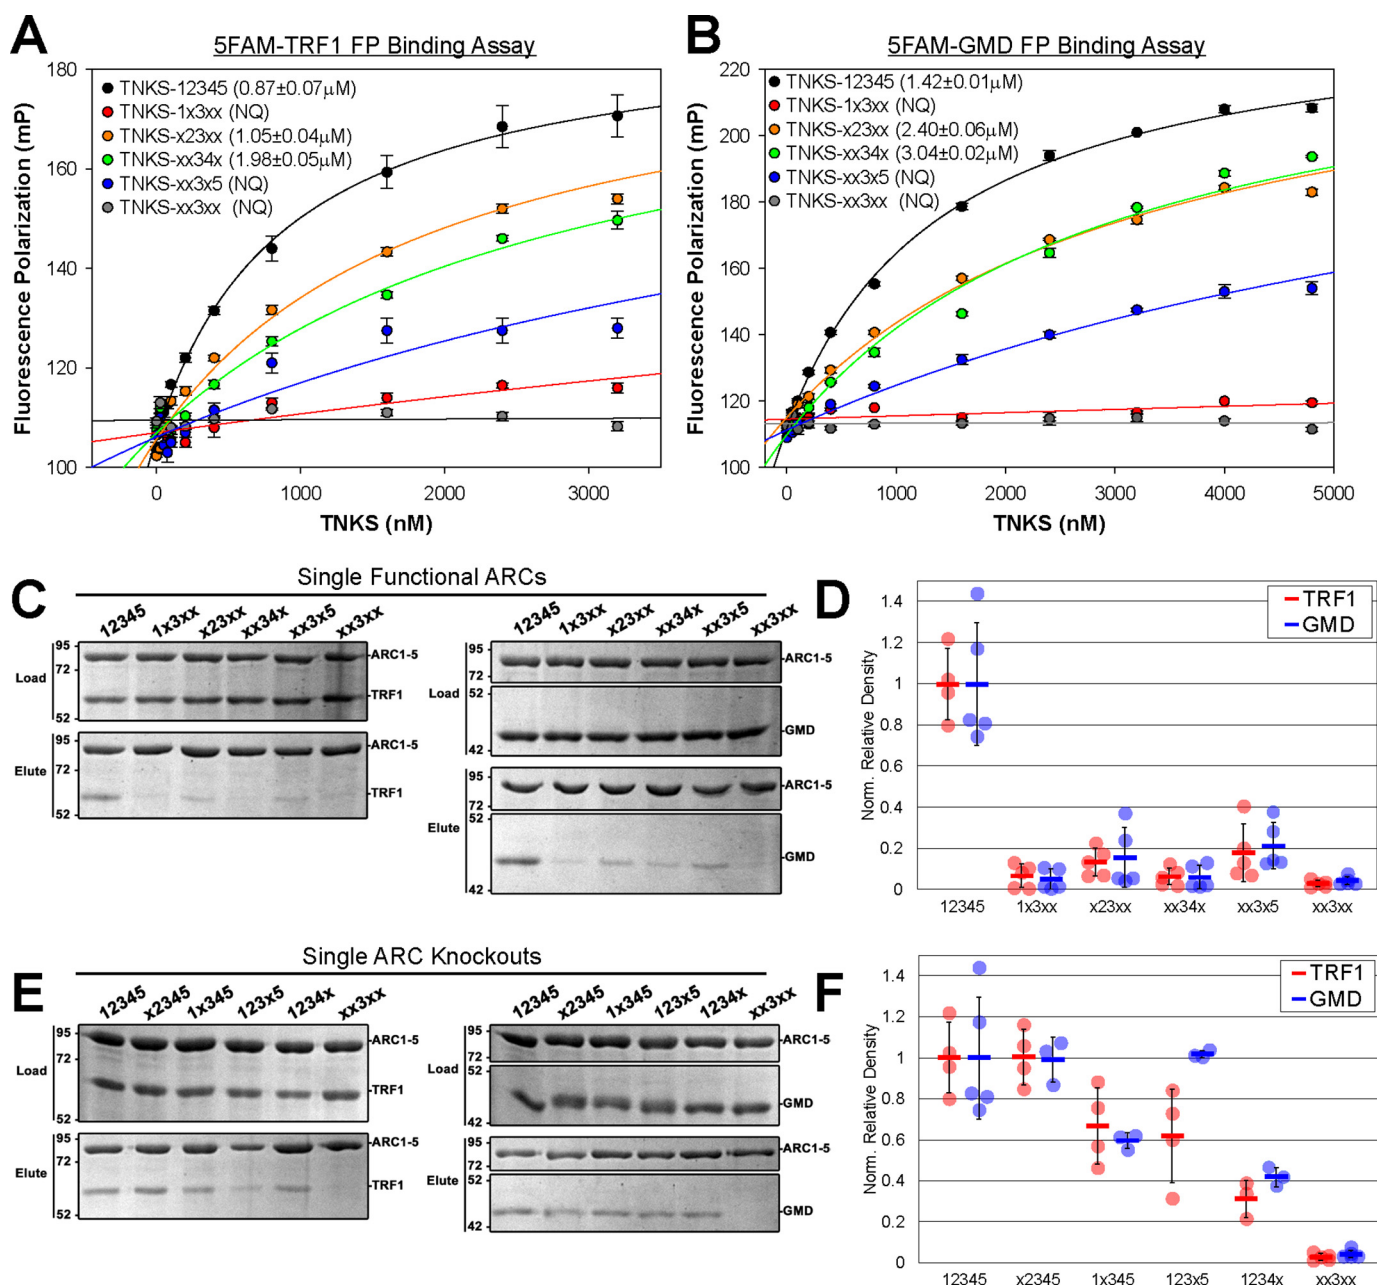 A
5FAM-TRF1 FP Binding Assay
180
160
140
120
100
Fluorescence Polarization (mP)
TNKS-12345 (0.87±0.07µM)
TNKS-1x3xx (NQ)
TNKS-x23xx (1.05±0.04µM)
TNKS-xx34x (1.98±0.05µM)
TNKS-xx3x5 (NQ)
TNKS-xx3xx (NQ)
0 1000 2000 3000
TNKS (nM)
B
5FAM-GMD FP Binding Assay
220
200
180
160
140
120
100
Fluorescence Polarization (mP)
TNKS-12345 (1.42±0.01µM)
TNKS-1x3xx (NQ)
TNKS-x23xx (2.40±0.06µM)
TNKS-xx34x (3.04±0.02µM)
TNKS-xx3x5 (NQ)
TNKS-xx3xx (NQ)
0 1000 2000 3000 4000 5000
TNKS (nM)
C
Single Functional ARCs
12345 1x3xx x23xx xx34x xx3x5 xx3xx
Load
95
72
52
ARC1-5
TRF1
Elute
95
72
52
ARC1-5
TRF1
12345 1x3xx x23xx xx34x xx3x5 xx3xx
95
72
ARC1-5
Load
52
42
GMD
95
72
ARC1-5
Elute
52
42
GMD
D
Norm. Relative Density
1.4
1.2
1
0.8
0.6
0.4
0.2
0
TRF1
GMD
12345 1x3xx x23xx xx34x xx3x5 xx3xx
E
Single ARC Knockouts
12345 x2345 1x345 123x5 1234x xx3xx
Load
95
72
52
ARC1-5
TRF1
Elute
95
72
52
ARC1-5
TRF1
12345 x2345 1x345 123x5 1234x xx3xx
95
72
ARC1-5
Load
52
42
GMD
95
72
ARC1-5
Elute
52
42
GMD
F
Norm. Relative Density
1.4
1.2
1
0.8
0.6
0.4
0.2
0
TRF1
GMD
12345 x2345 1x345 123x5 1234x xx3xx